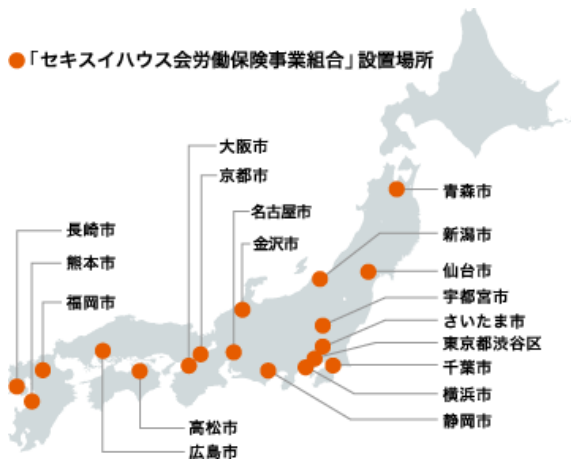 ●「セキスイハウス会労働保険事業組合」設置場所
大阪市
京都市
名古屋市
金沢市
長崎市
熊本市
福岡市
高松市
広島市
青森市
新潟市
仙台市
宇都宮市
さいたま市
東京都渋谷区
千葉市
横浜市
静岡市